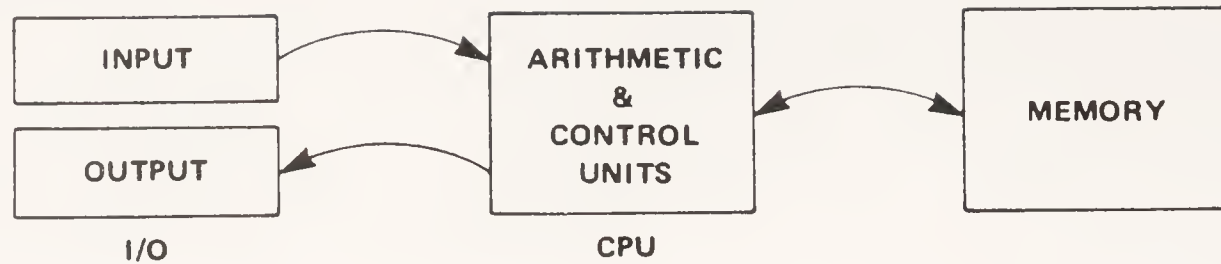 INPUT
OUTPUT
I/O
ARITHMETIC
&
CONTROL
UNITS
CPU
MEMORY